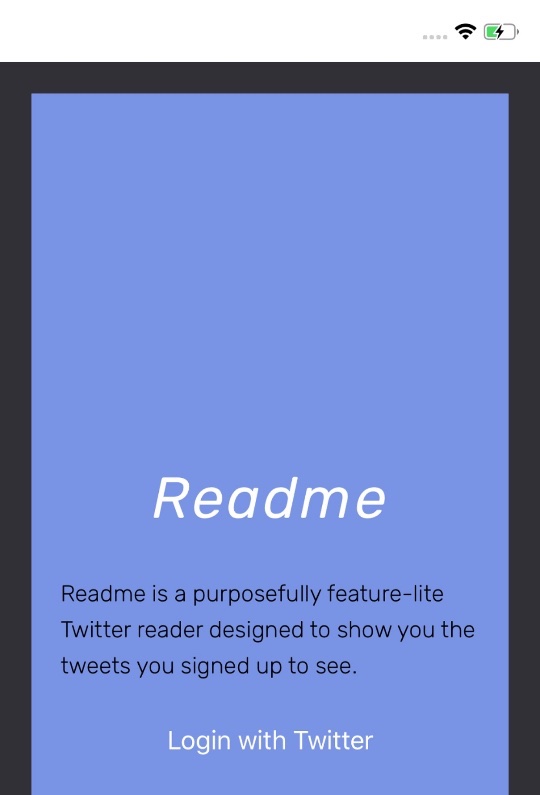 Readme
Readme is a purposefully feature-lite
Twitter reader designed to show you the
tweets you signed up to see.
Login with Twitter